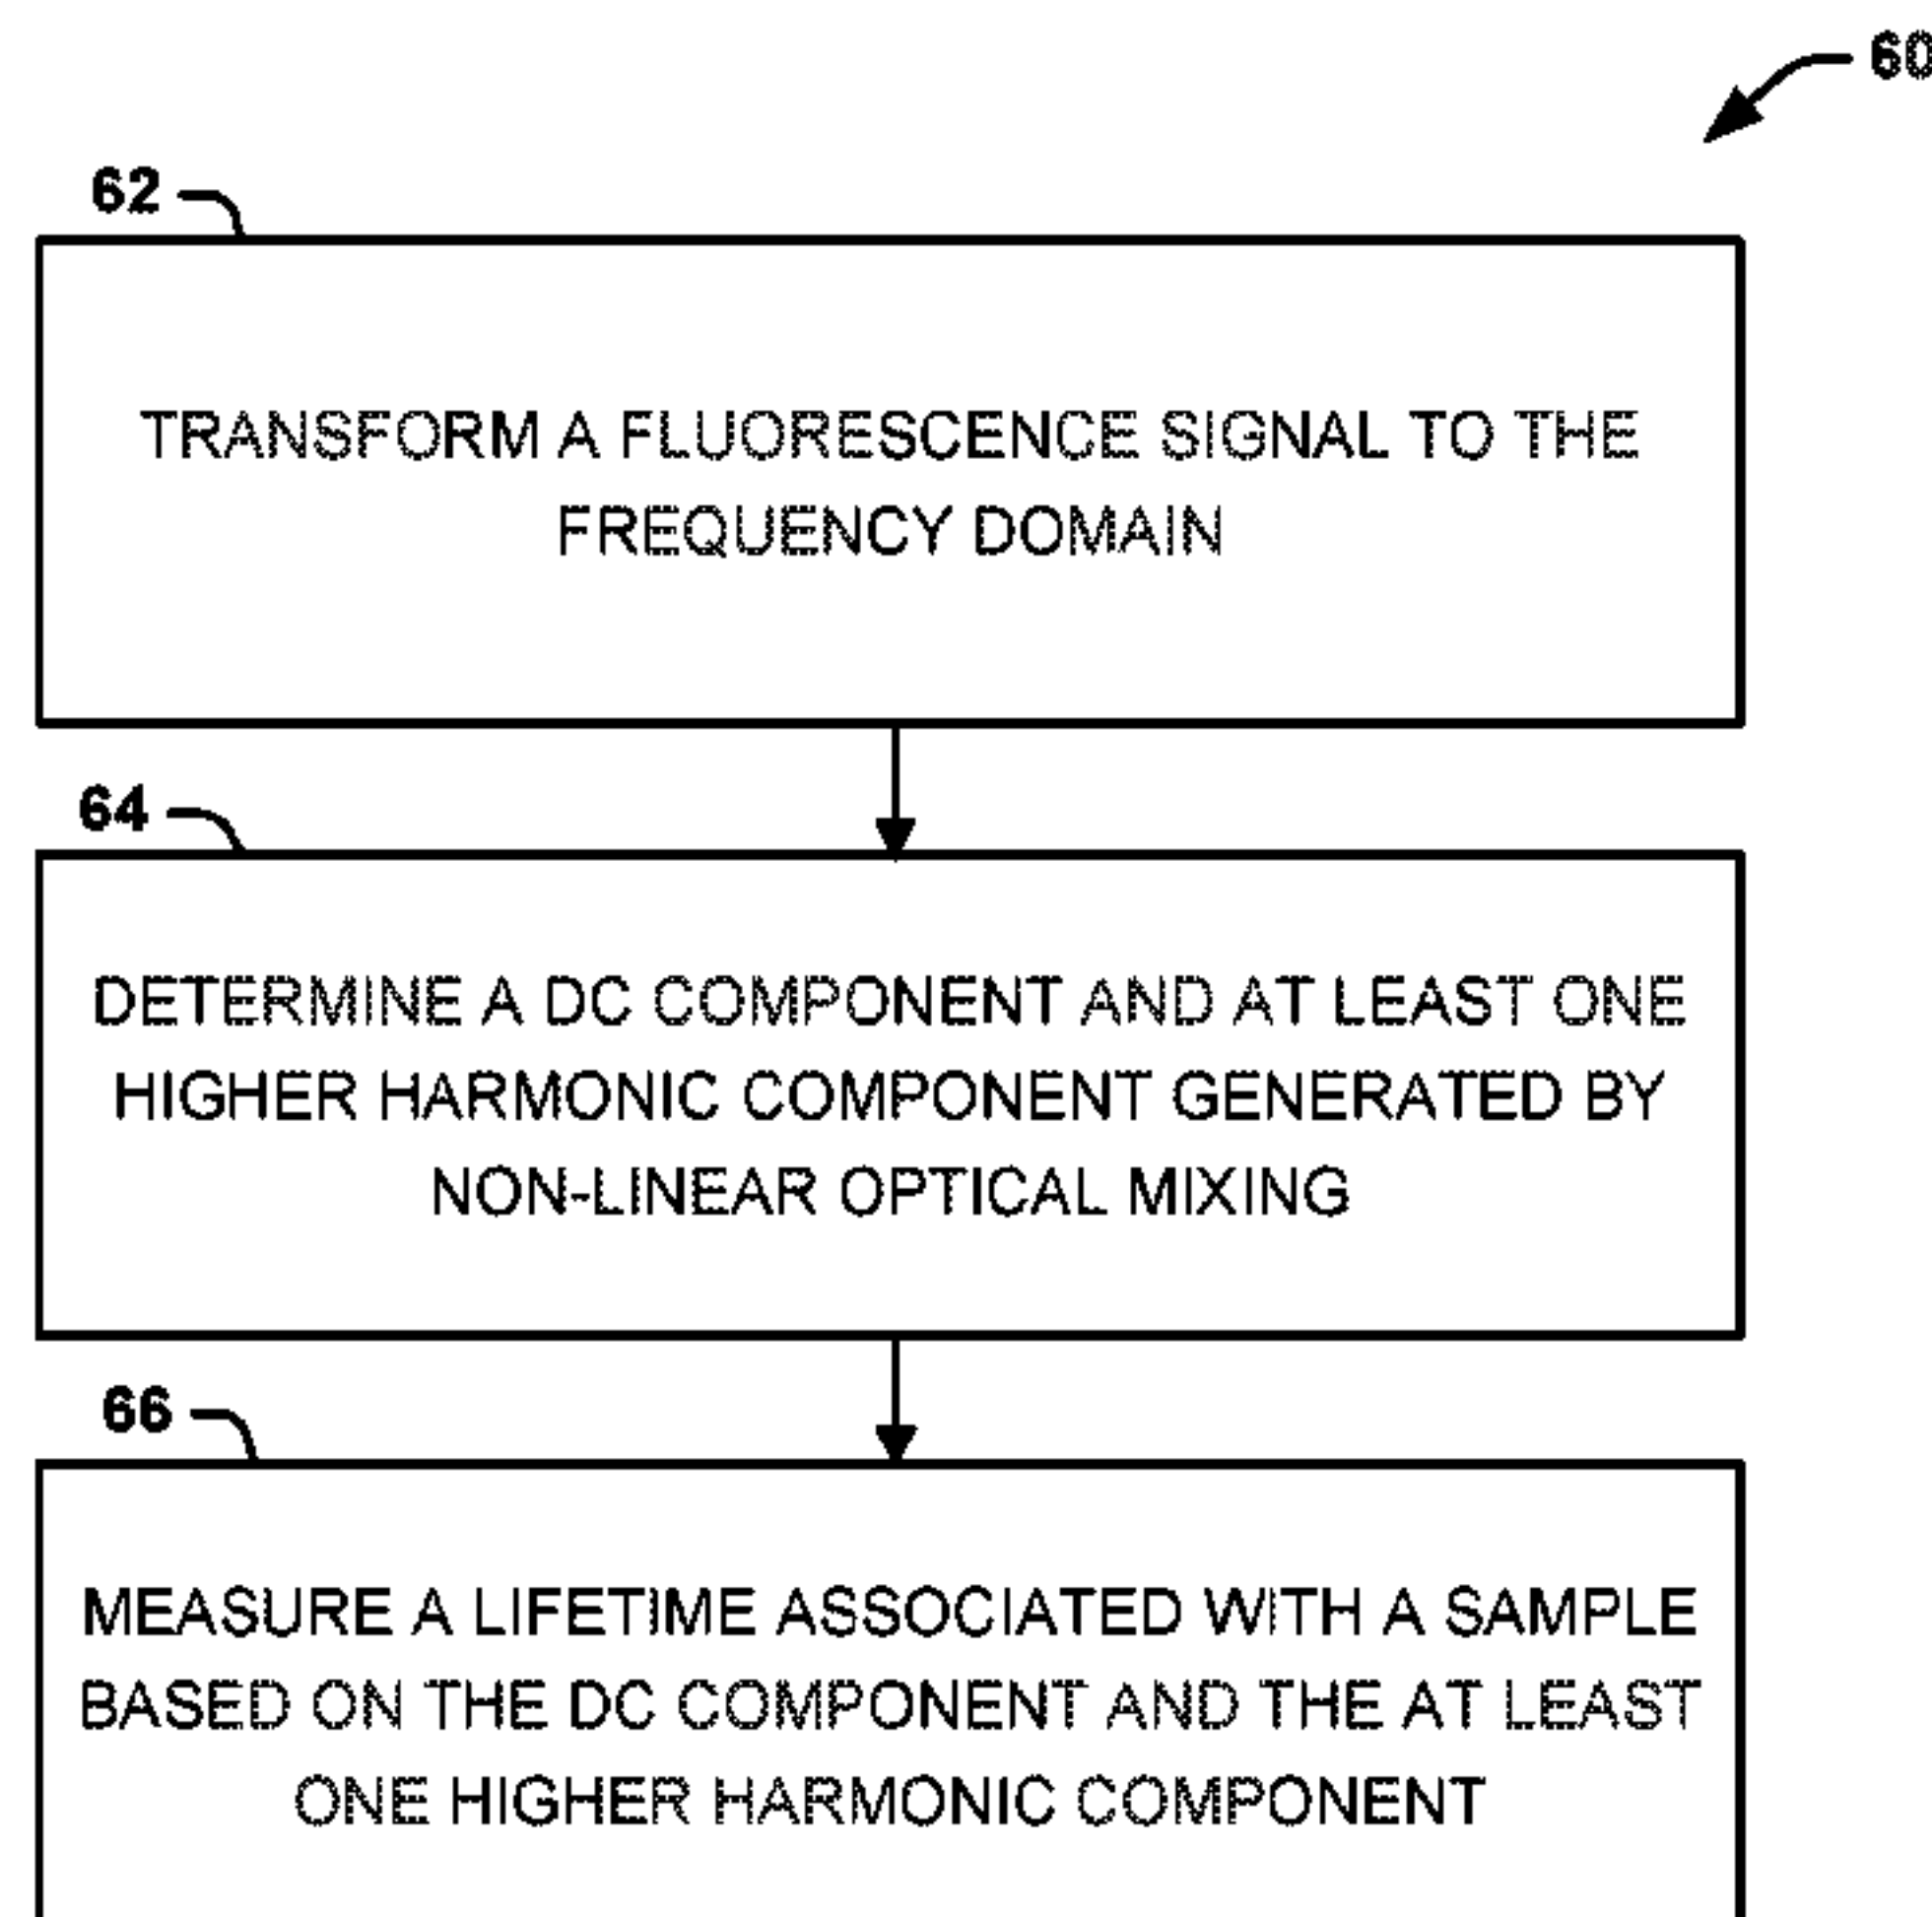 60
62
TRANSFORM A FLUORESCENCE SIGNAL TO THE
FREQUENCY DOMAIN
64
DETERMINE A DC COMPONENT AND AT LEAST ONE
HIGHER HARMONIC COMPONENT GENERATED BY
NON-LINEAR OPTICAL MIXING
66
MEASURE A LIFETIME ASSOCIATED WITH A SAMPLE
BASED ON THE DC COMPONENT AND THE AT LEAST
ONE HIGHER HARMONIC COMPONENT